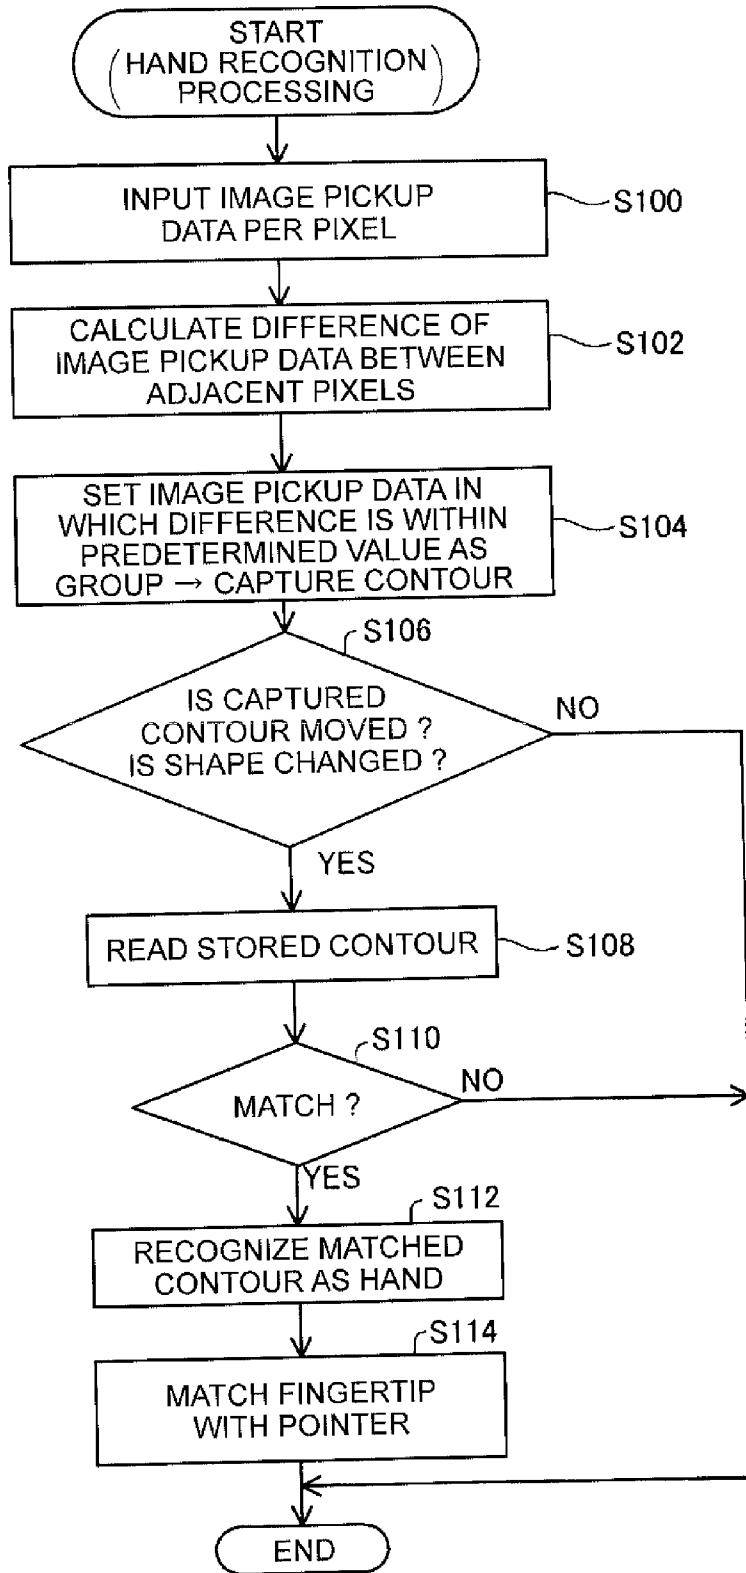 START
(HAND RECOGNITION
PROCESSING)
INPUT IMAGE PICKUP
DATA PER PIXEL
S100
CALCULATE DIFFERENCE OF
IMAGE PICKUP DATA BETWEEN
ADJACENT PIXELS
S102
SET IMAGE PICKUP DATA IN
WHICH DIFFERENCE IS WITHIN
PREDETERMINED VALUE AS
GROUP → CAPTURE CONTOUR
S104
S106
IS CAPTURED
CONTOUR MOVED ?
IS SHAPE CHANGED ?
NO
YES
READ STORED CONTOUR
S108
S110
MATCH ?
NO
YES
S112
RECOGNIZE MATCHED
CONTOUR AS HAND
S114
MATCH FINGERTIP
WITH POINTER
END